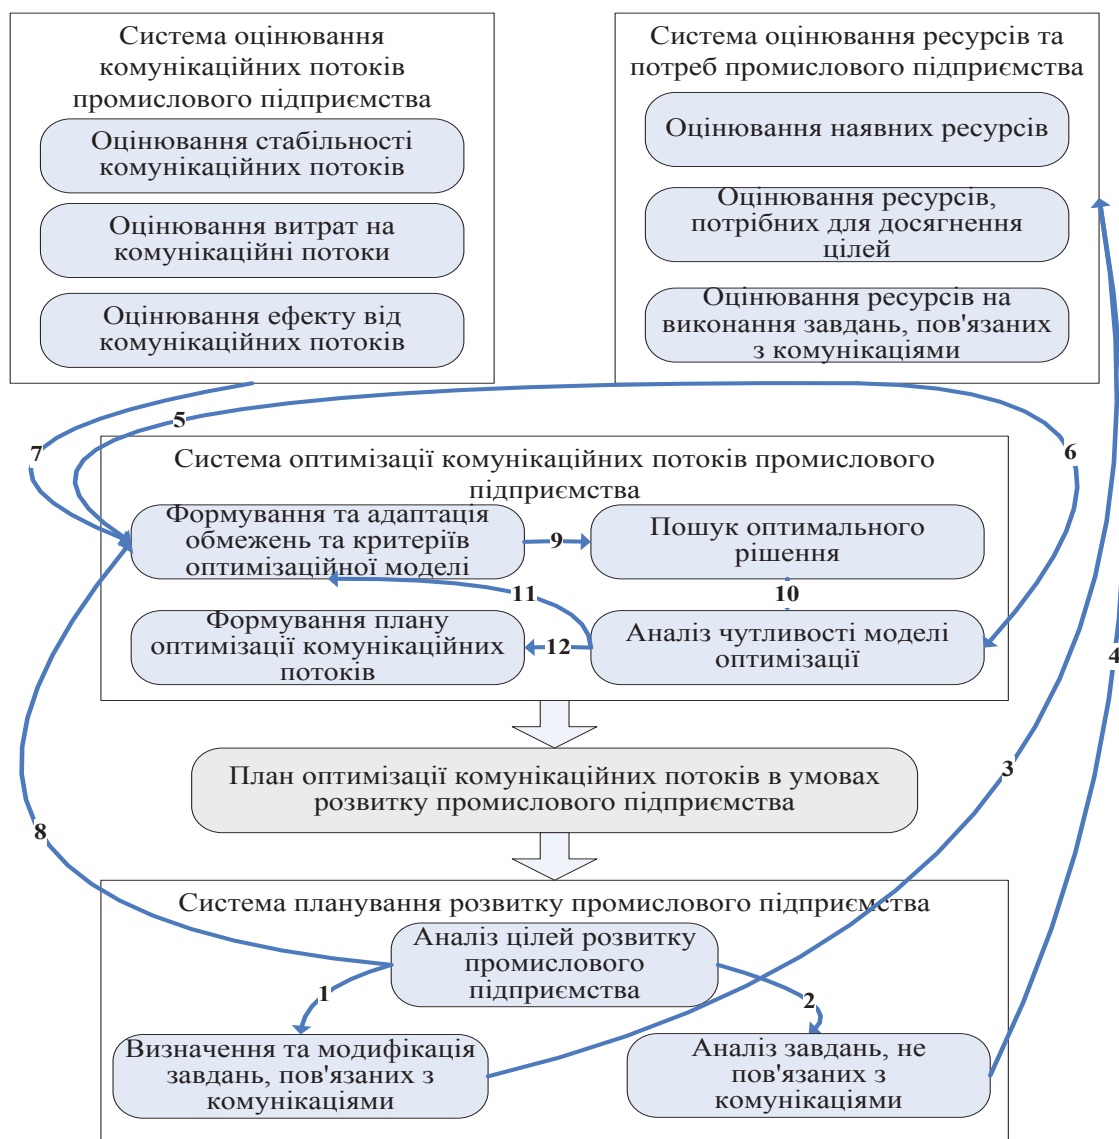 Система оцінювання
комунікаційних потоків
промислового підприємства
Оцінювання стабільності
комунікаційних потоків
Оцінювання витрат на
комунікаційні потоки
Оцінювання ефекту від
комунікаційних потоків
Система оцінювання ресурсів та
потреб промислового підприємства
Оцінювання наявних ресурсів
Оцінювання ресурсів,
потрібних для досягнення
цілей
Оцінювання ресурсів на
виконання завдань, пов'язаних
з комунікаціями
5
7
6
Система оптимізації комунікаційних потоків промислового
підприємства
Формування та адаптація
обмежень та критеріїв
оптимізаційної моделі
9
Пошук оптимального
рішення
11
10
Формування плану
оптимізації комунікаційних
потоків
12
Аналіз чутливості моделі
оптимізації
4
План оптимізації комунікаційних потоків в умовах
розвитку промислового підприємства
3
8
Система планування розвитку промислового підприємства
Аналіз цілей розвитку
промислового
підприємства
1
2
Визначення та модифікація
завдань, пов'язаних з
комунікаціями
Аналіз завдань, не
пов'язаних з
комунікаціями